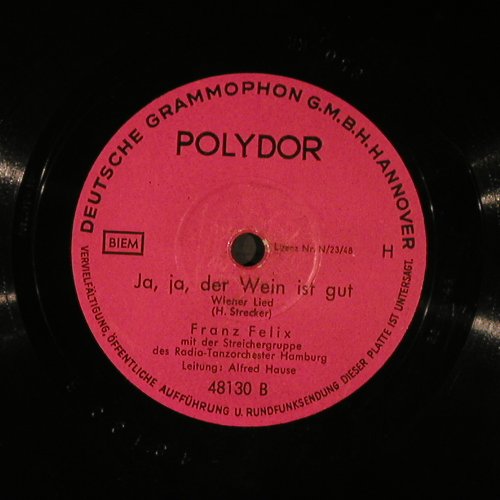 DEUTSCHE GRAMMOPHON G.M.B.H. HANNOVER
POLYDOR
BIEM
Lizenz Nr. N/23/48
H
Ja, ja, der Wein ist gut
Wiener Lied
(H. Strecker)
Franz Felix
mit der Streichergruppe
des Radio-Tanzorchester Hamburg
Leitung: Alfred Hause
48130 B
VERVIELFÄLTIGUNG, ÖFFENTLICHE AUFFÜHRUNG U. RUNDFUNKSENDUNG DIESER PLATTE IST UNTERSAGT.